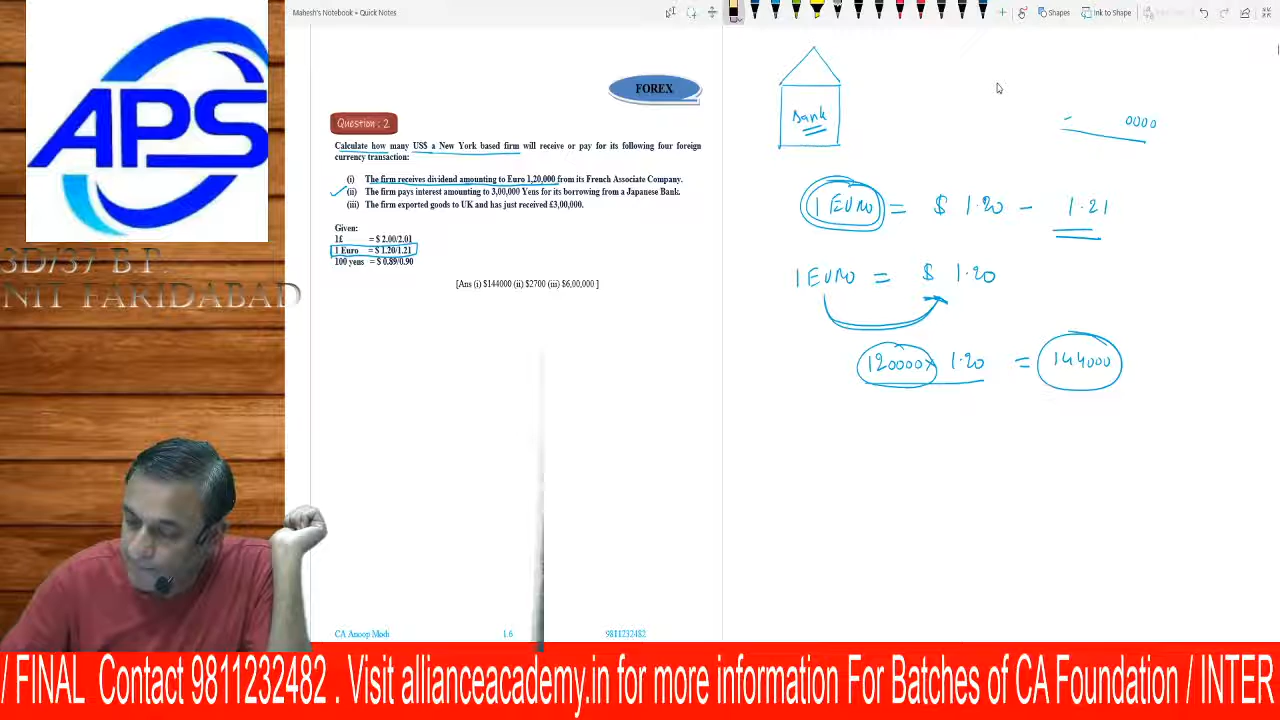 APS
3D/37 B.P.
NIT FARIDABAD
Mahesh's Notebook • Quick Notes
Shapes
Ink to Shape
FOREX
Question : 2
Calculate how many US$ a New York based firm will receive or pay for its following four foreign
currency transaction:
(i) The firm receives dividend amounting to Euro 1,20,000 from its French Associate Company.
(ii) The firm pays interest amounting to 3,00,000 Yens for its borrowing from a Japanese Bank.
(iii) The firm exported goods to UK and has just received £3,00,000.
Given:
1£ = $ 2.00/2.01
1 Euro = $ 1.20/1.21
100 yens = $ 0.89/0.90
[Ans (i) $144000 (ii) $2700 (iii) $6,00,000 ]
CA Anoop Modi 1.6 9811232482
Bank
- 0000
1 EURO = $ 1.20 - 1.21
1 EURO = $ 1.20
120000 x 1.20 = 144000
/ FINAL Contact 9811232482 . Visit allianceacademy.in for more information For Batches of CA Foundation / INTER